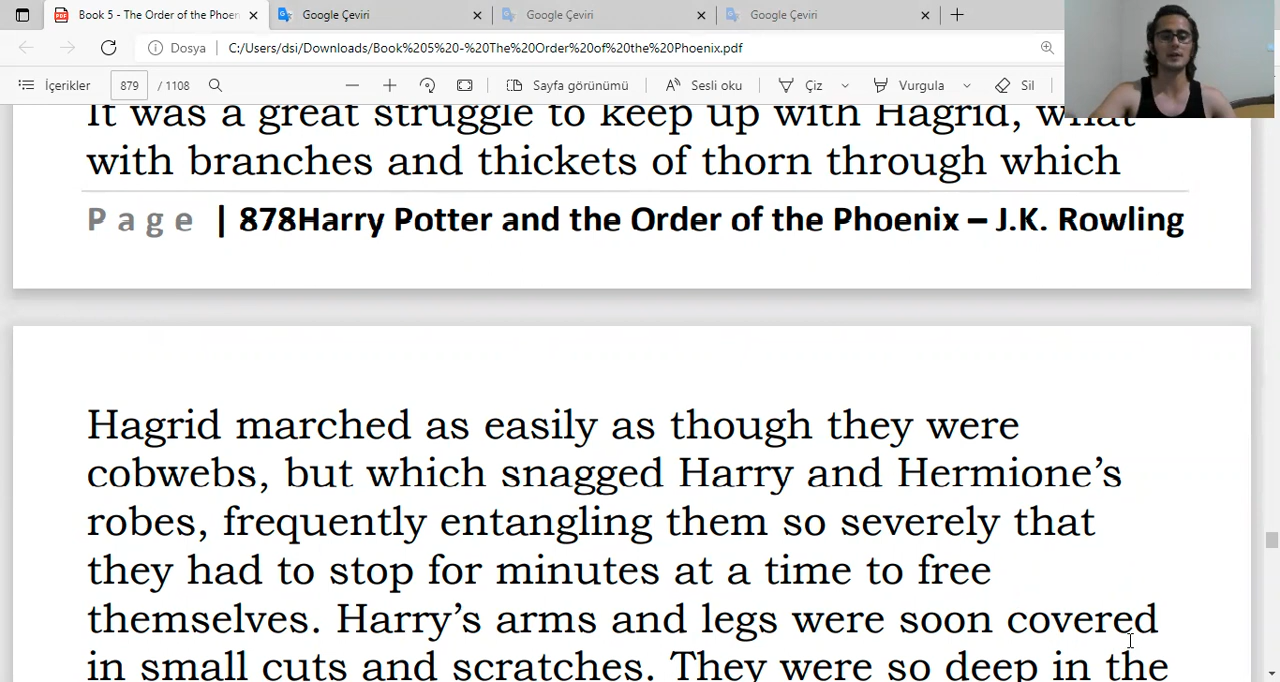 Book 5 - The Order of the Phoen
Google Çeviri
Google Çeviri
Google Çeviri
Dosya
C:/Users/dsi/Downloads/Book%205%20-%20The%20Order%20of%20the%20Phoenix.pdf
İçerikler
879 / 1108
Sayfa görünümü
Sesli oku
Çiz
Vurgula
Sil
It was a great struggle to keep up with Hagrid, what
with branches and thickets of thorn through which
Page | 878Harry Potter and the Order of the Phoenix – J.K. Rowling
Hagrid marched as easily as though they were
cobwebs, but which snagged Harry and Hermione’s
robes, frequently entangling them so severely that
they had to stop for minutes at a time to free
themselves. Harry’s arms and legs were soon covered
in small cuts and scratches. They were so deep in the